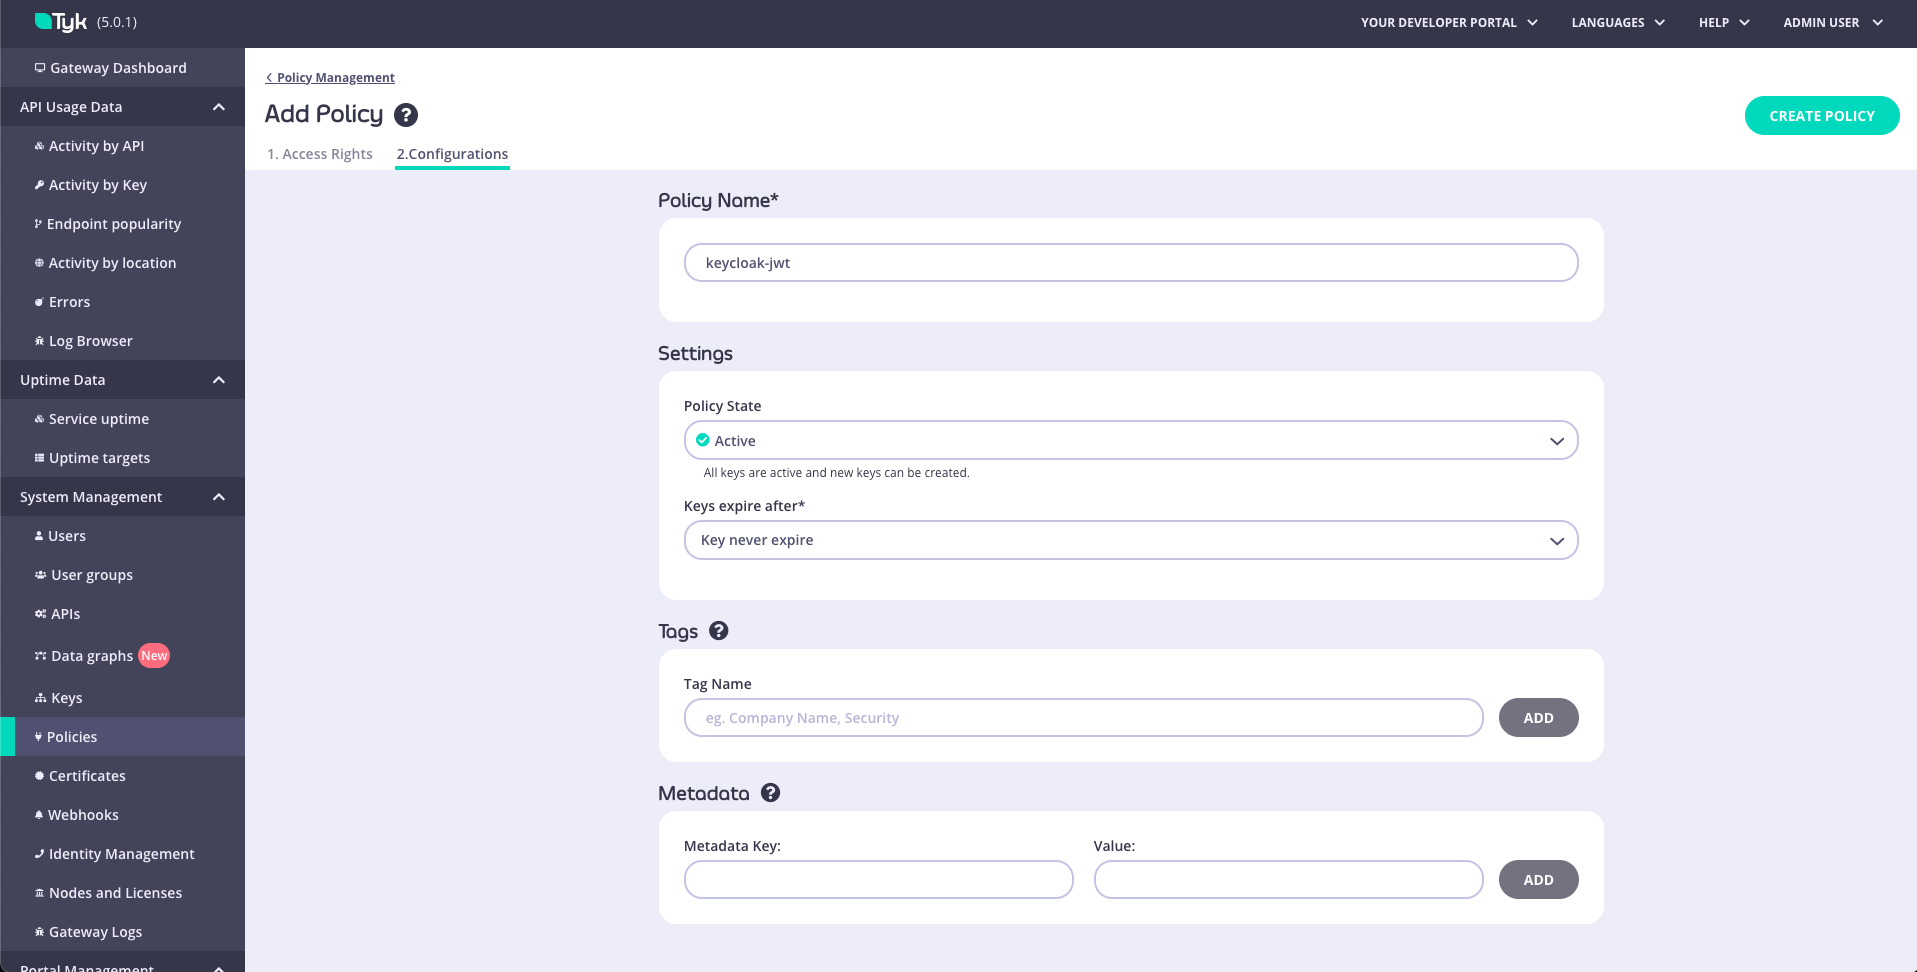 Tyk (5.0.1)
YOUR DEVELOPER PORTAL
LANGUAGES
HELP
ADMIN USER
Gateway Dashboard
API Usage Data
Activity by API
Activity by Key
Endpoint popularity
Activity by location
Errors
Log Browser
Uptime Data
Service uptime
Uptime targets
System Management
Users
User groups
APIs
Data graphs New
Keys
Policies
Certificates
Webhooks
Identity Management
Nodes and Licenses
Gateway Logs
Portal Management
< Policy Management
Add Policy ?
CREATE POLICY
1. Access Rights
2.Configurations
Policy Name*
keycloak-jwt
Settings
Policy State
Active
All keys are active and new keys can be created.
Keys expire after*
Key never expire
Tags ?
Tag Name
eg. Company Name, Security
ADD
Metadata ?
Metadata Key:
Value:
ADD